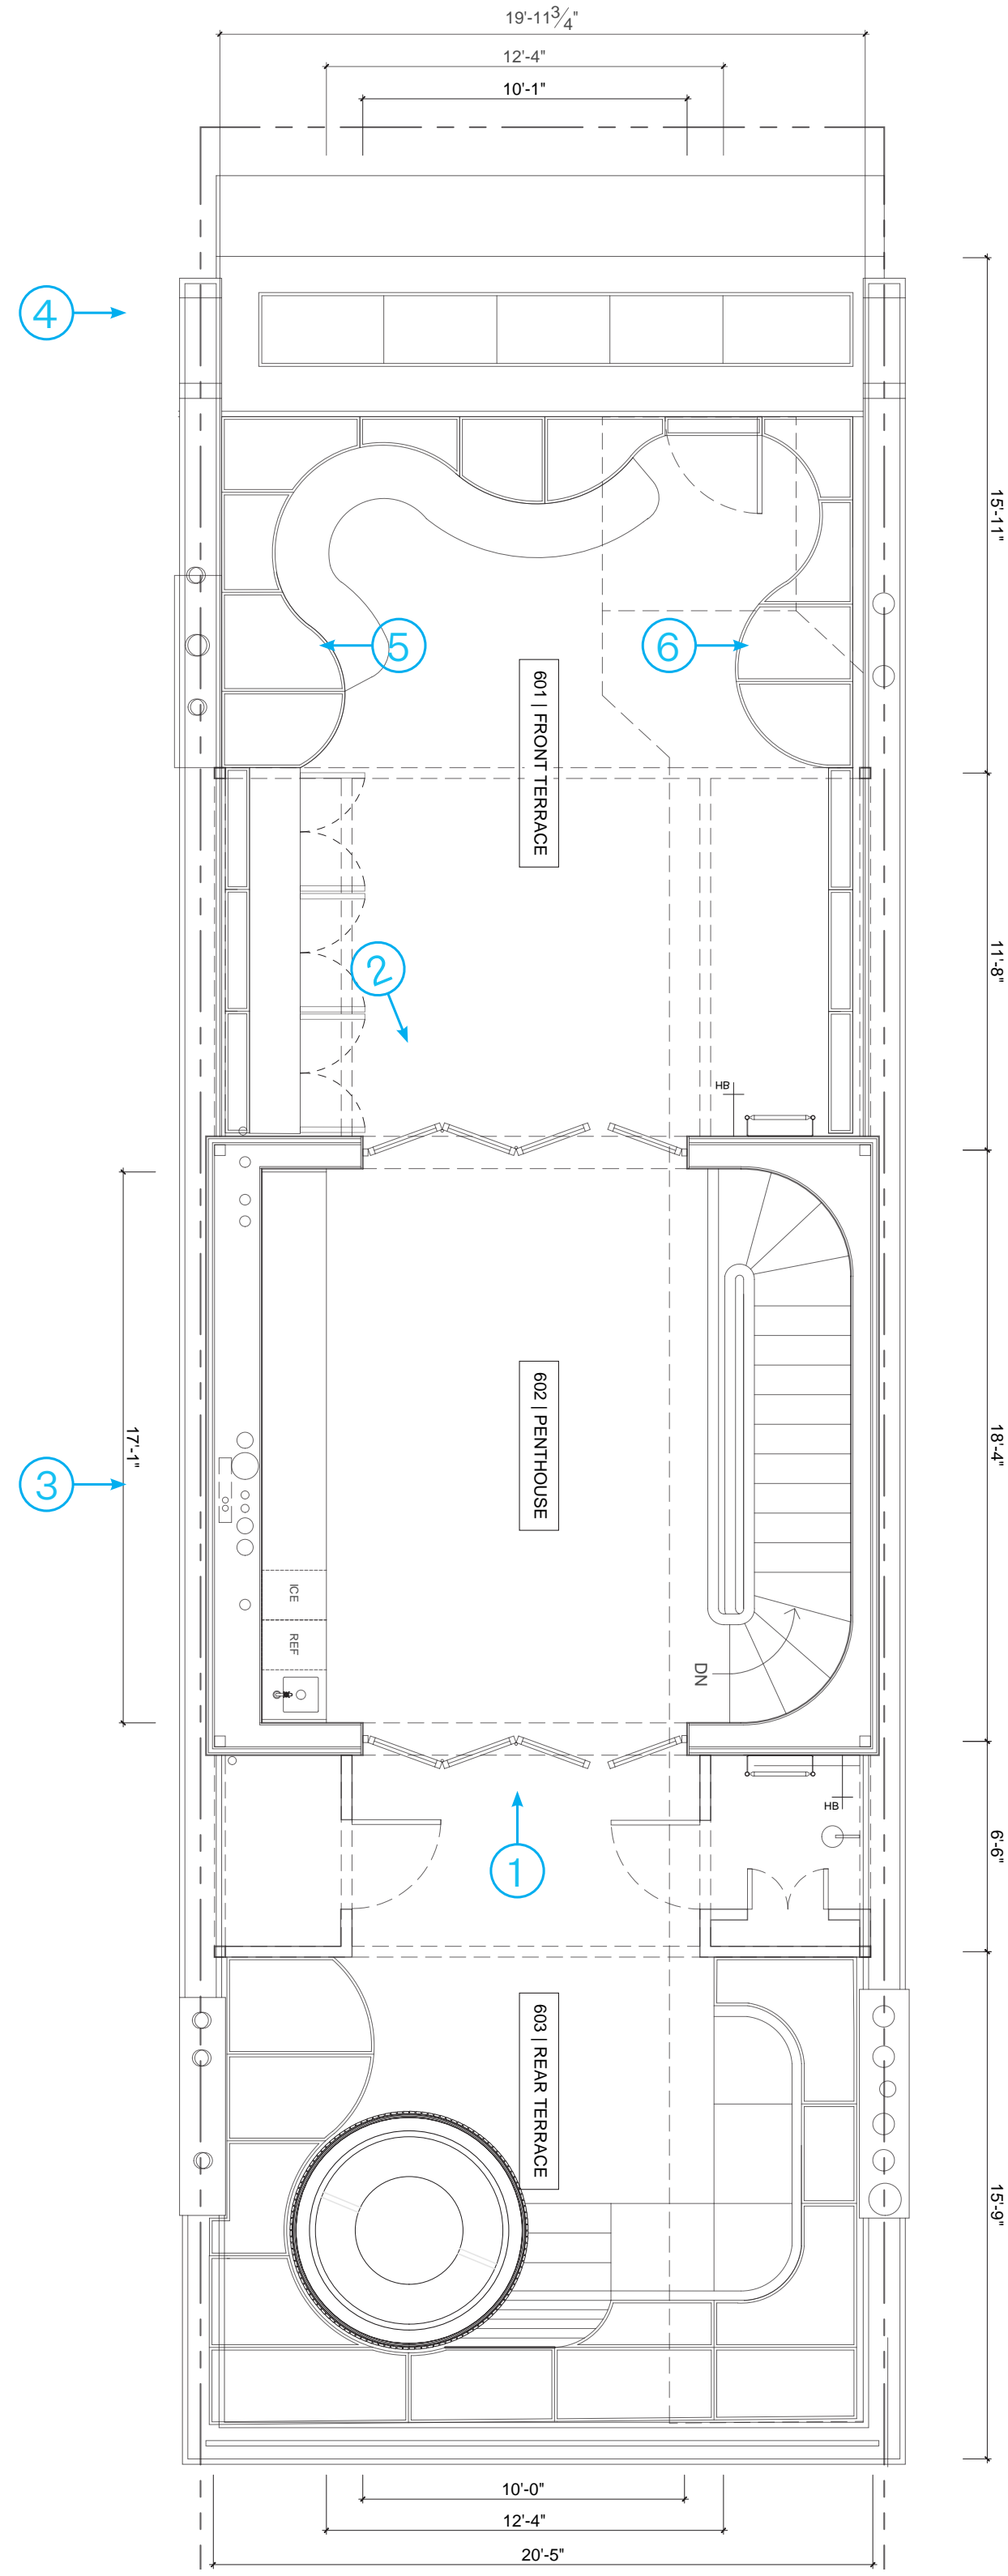 19'-11¾"
12'-4"
10'-1"
4
15'-11"
5
6
601 | FRONT TERRACE
2
11'-8"
HB
602 | PENTHOUSE
18'-4"
17'-1"
3
ICE
REF
DN
HB
6'-6"
1
603 | REAR TERRACE
15'-9"
10'-0"
12'-4"
20'-5"